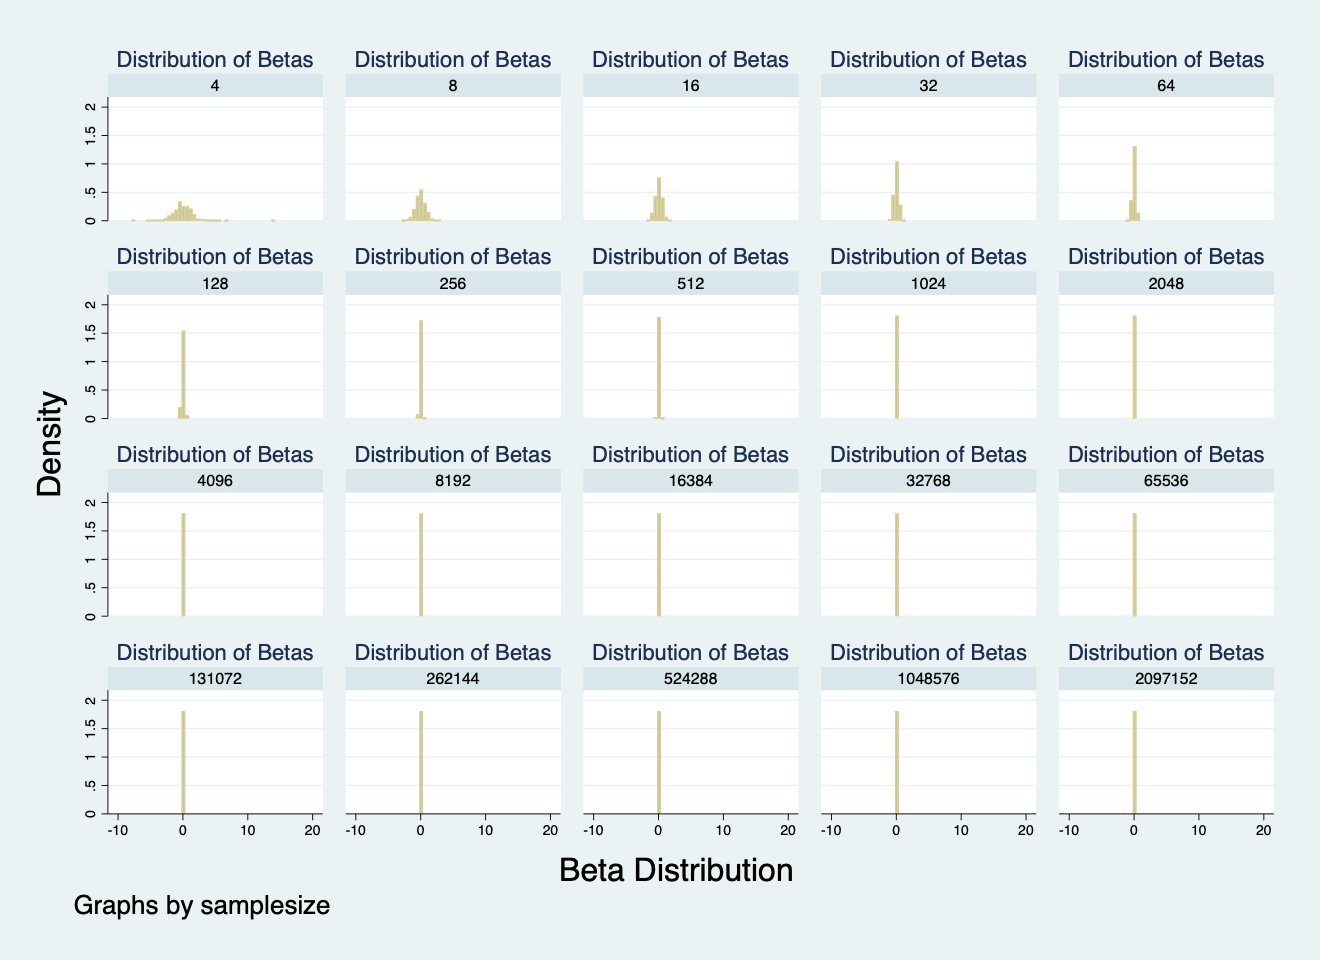 Distribution of Betas Distribution of Betas Distribution of Betas Distribution of Betas Distribution of Betas
4 8 16 32 64
2
1.5
1
.5
0
Distribution of Betas Distribution of Betas Distribution of Betas Distribution of Betas Distribution of Betas
128 256 512 1024 2048
2
1.5
1
.5
0
Density
Distribution of Betas Distribution of Betas Distribution of Betas Distribution of Betas Distribution of Betas
4096 8192 16384 32768 65536
2
1.5
1
.5
0
Distribution of Betas Distribution of Betas Distribution of Betas Distribution of Betas Distribution of Betas
131072 262144 524288 1048576 2097152
2
1.5
1
.5
0
-10 0 10 20 -10 0 10 20 -10 0 10 20 -10 0 10 20 -10 0 10 20
Beta Distribution
Graphs by samplesize